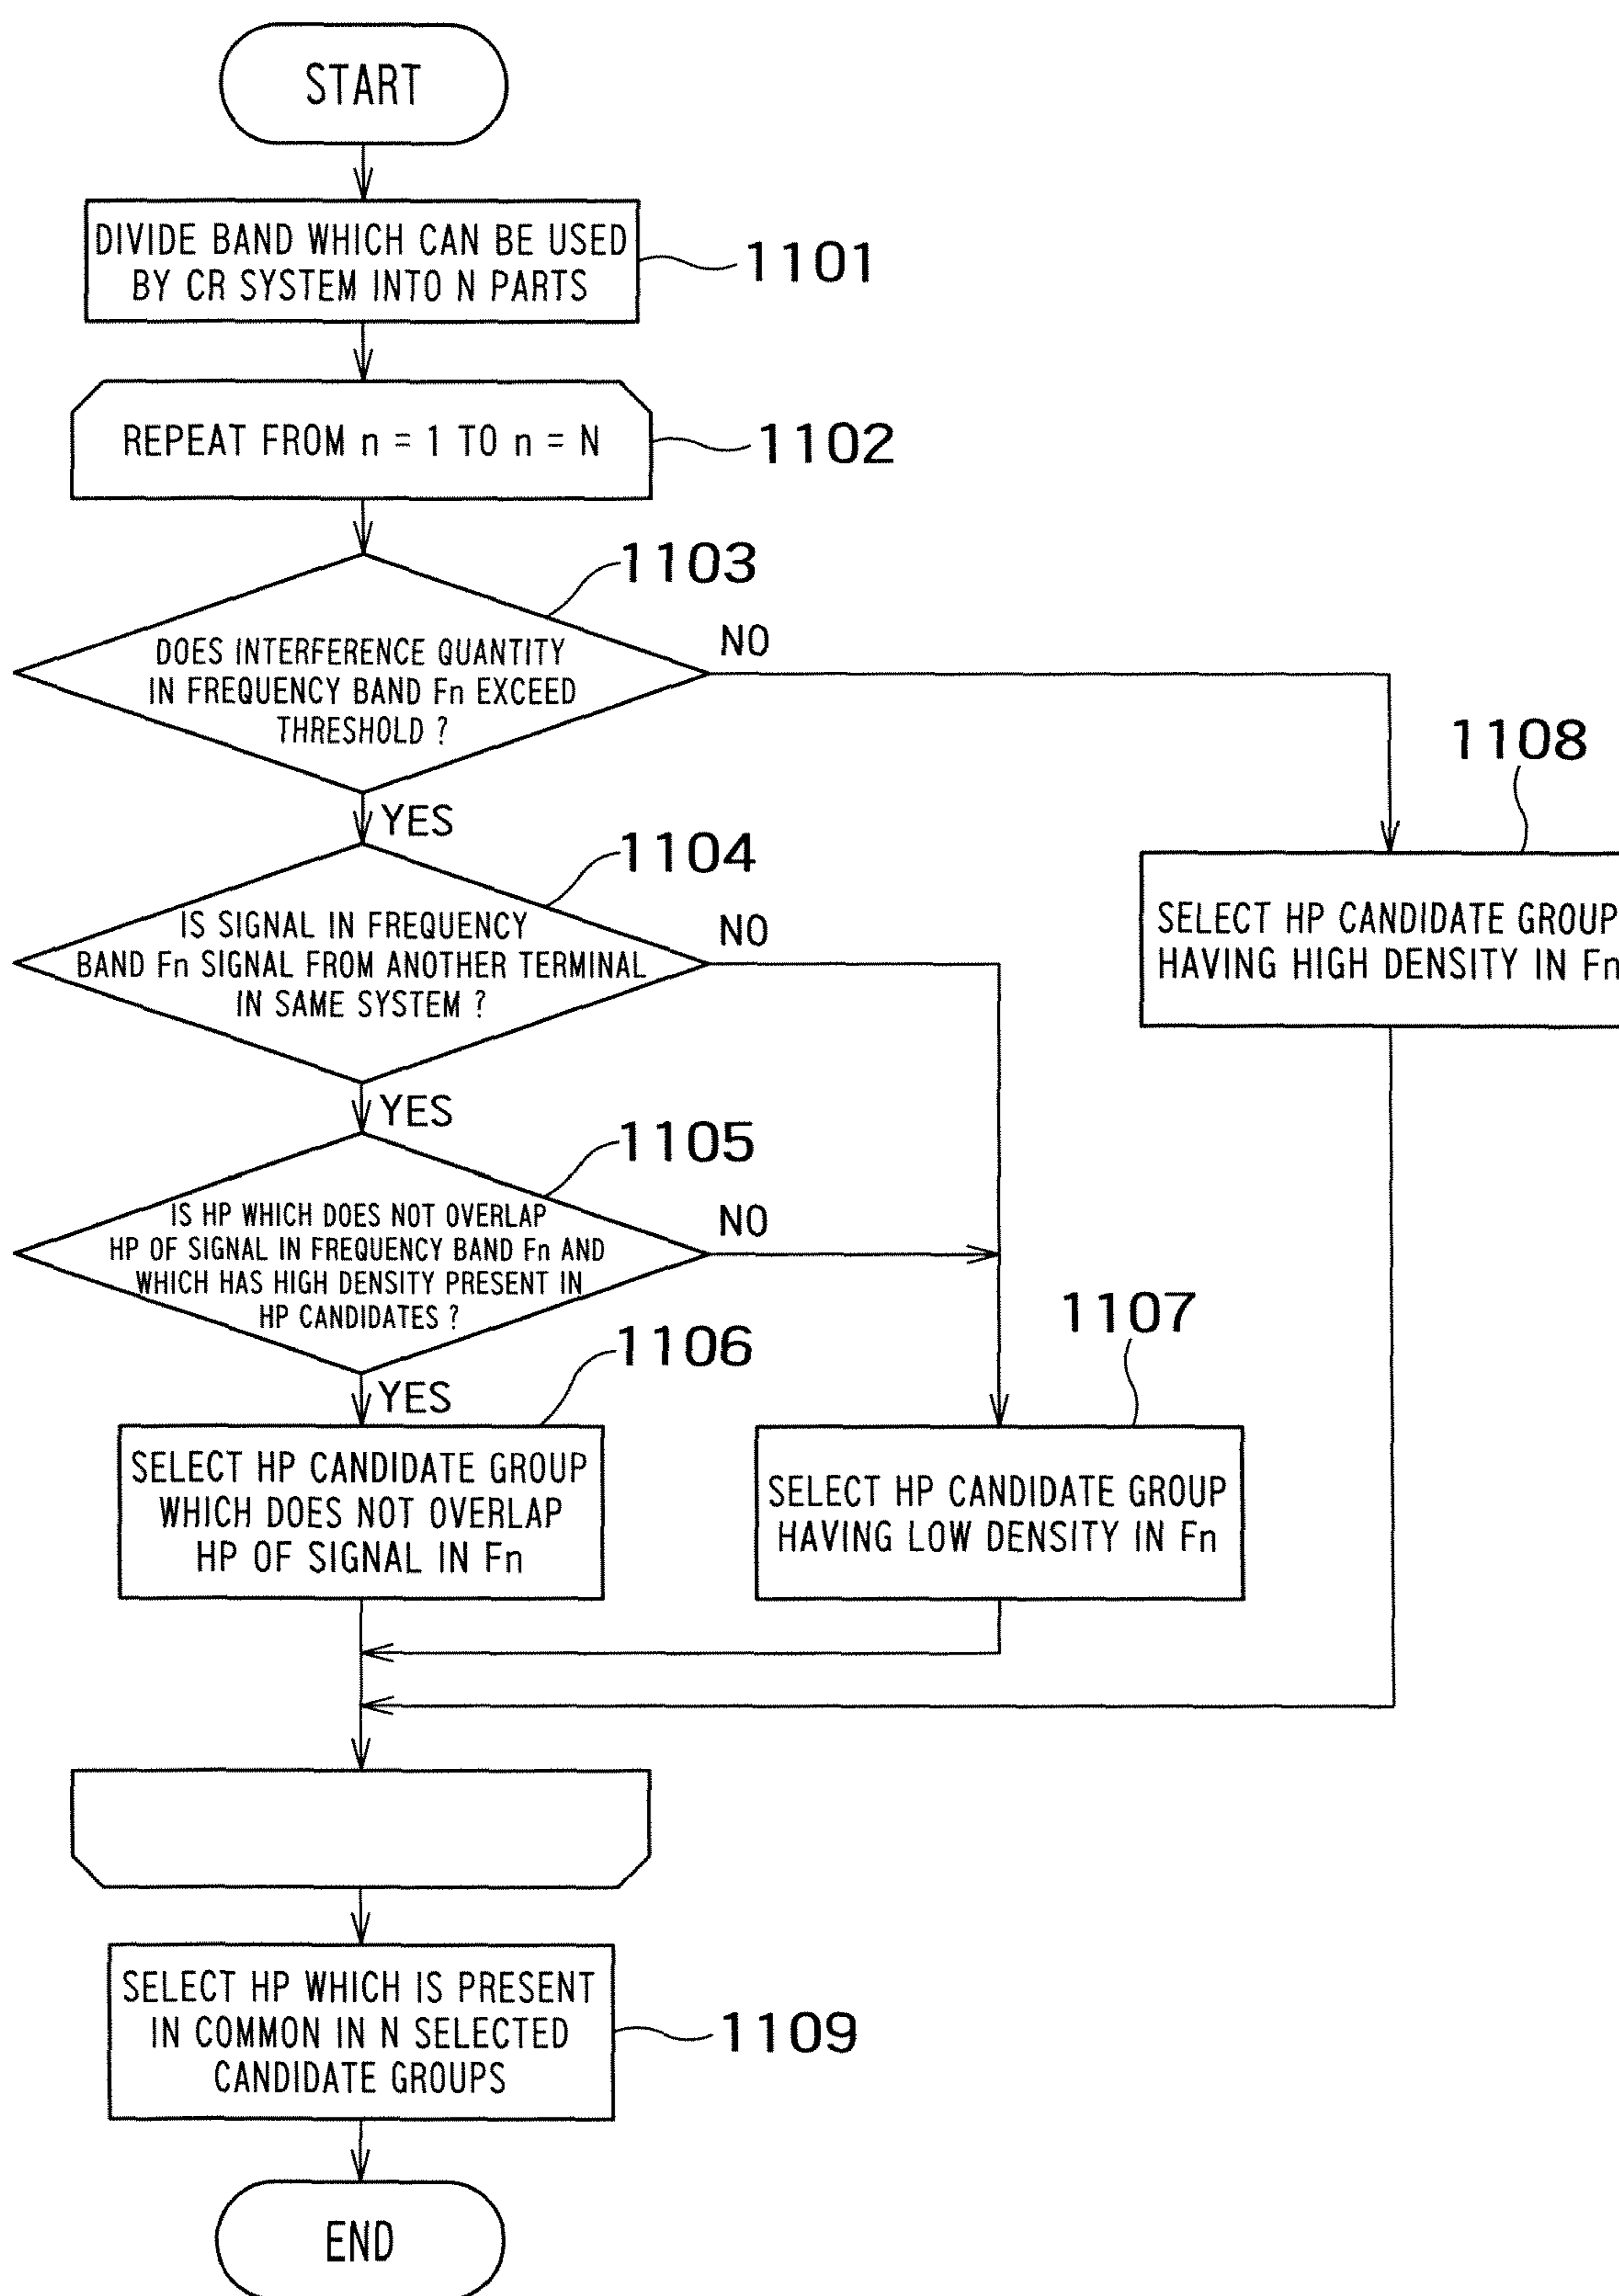 START
DIVIDE BAND WHICH CAN BE USED
BY CR SYSTEM INTO N PARTS
1101
REPEAT FROM n = 1 TO n = N
1102
1103
DOES INTERFERENCE QUANTITY
IN FREQUENCY BAND Fn EXCEED
THRESHOLD ?
NO
YES
1108
SELECT HP CANDIDATE GROUP
HAVING HIGH DENSITY IN Fn
1104
IS SIGNAL IN FREQUENCY
BAND Fn SIGNAL FROM ANOTHER TERMINAL
IN SAME SYSTEM ?
NO
YES
1105
IS HP WHICH DOES NOT OVERLAP
HP OF SIGNAL IN FREQUENCY BAND Fn AND
WHICH HAS HIGH DENSITY PRESENT IN
HP CANDIDATES ?
NO
YES
1106
SELECT HP CANDIDATE GROUP
WHICH DOES NOT OVERLAP
HP OF SIGNAL IN Fn
1107
SELECT HP CANDIDATE GROUP
HAVING LOW DENSITY IN Fn
SELECT HP WHICH IS PRESENT
IN COMMON IN N SELECTED
CANDIDATE GROUPS
1109
END